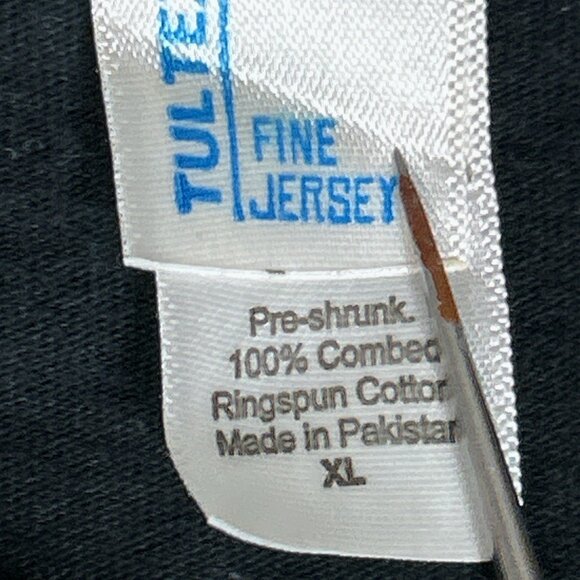 TULTE
FINE
JERSEY
Pre-shrunk.
100% Combed
Ringspun Cotton
Made in Pakistan
XL